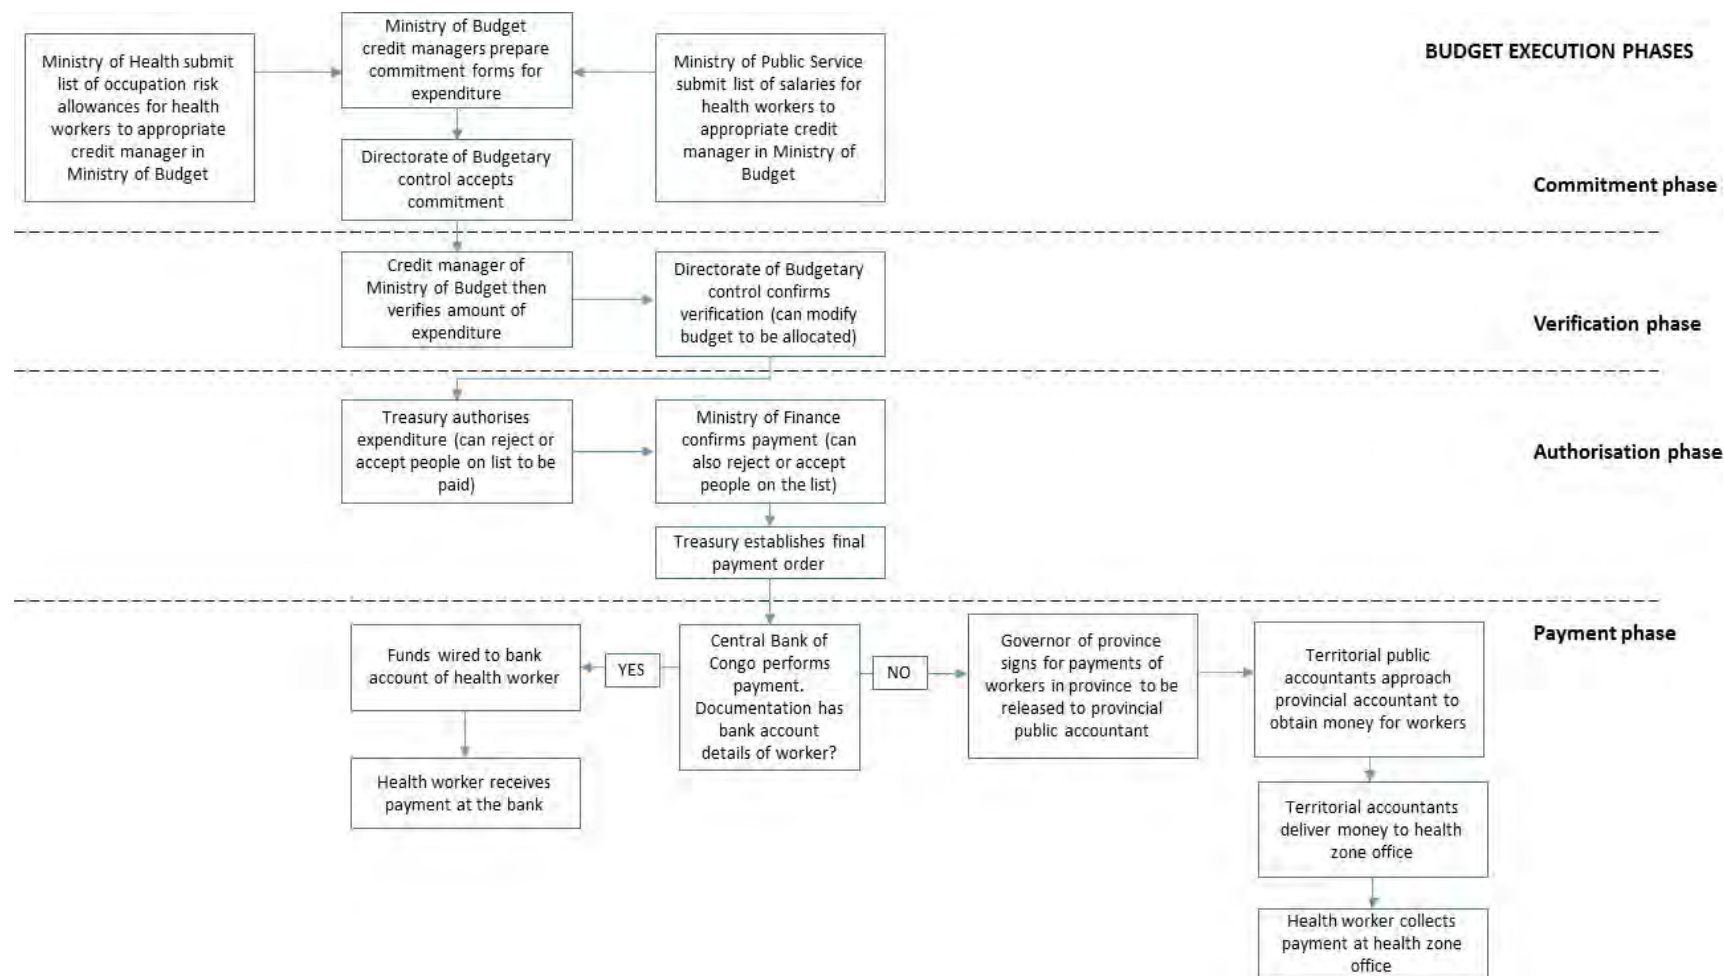 BUDGET EXECUTION PHASES
Ministry of Health submit
list of occupation risk
allowances for health
workers to appropriate
credit manager in
Ministry of Budget
Ministry of Budget
credit managers prepare
commitment forms for
expenditure
Ministry of Public Service
submit list of salaries for
health workers to
appropriate credit
manager in Ministry of
Budget
Directorate of Budgetary
control accepts
commitment
Commitment phase
Credit manager of
Ministry of Budget then
verifies amount of
expenditure
Directorate of Budgetary
control confirms
verification (can modify
budget to be allocated)
Verification phase
Treasury authorises
expenditure (can reject or
accept people on list to be
paid)
Ministry of Finance
confirms payment (can
also reject or accept
people on the list)
Authorisation phase
Treasury establishes final
payment order
Payment phase
Funds wired to bank
account of health worker
YES
Central Bank of
Congo performs
payment.
Documentation has
bank account
details of worker?
NO
Governor of province
signs for payments of
workers in province to be
released to provincial
public accountant
Territorial public
accountants approach
provincial accountant to
obtain money for workers
Health worker receives
payment at the bank
Territorial accountants
deliver money to health
zone office
Health worker collects
payment at health zone
office